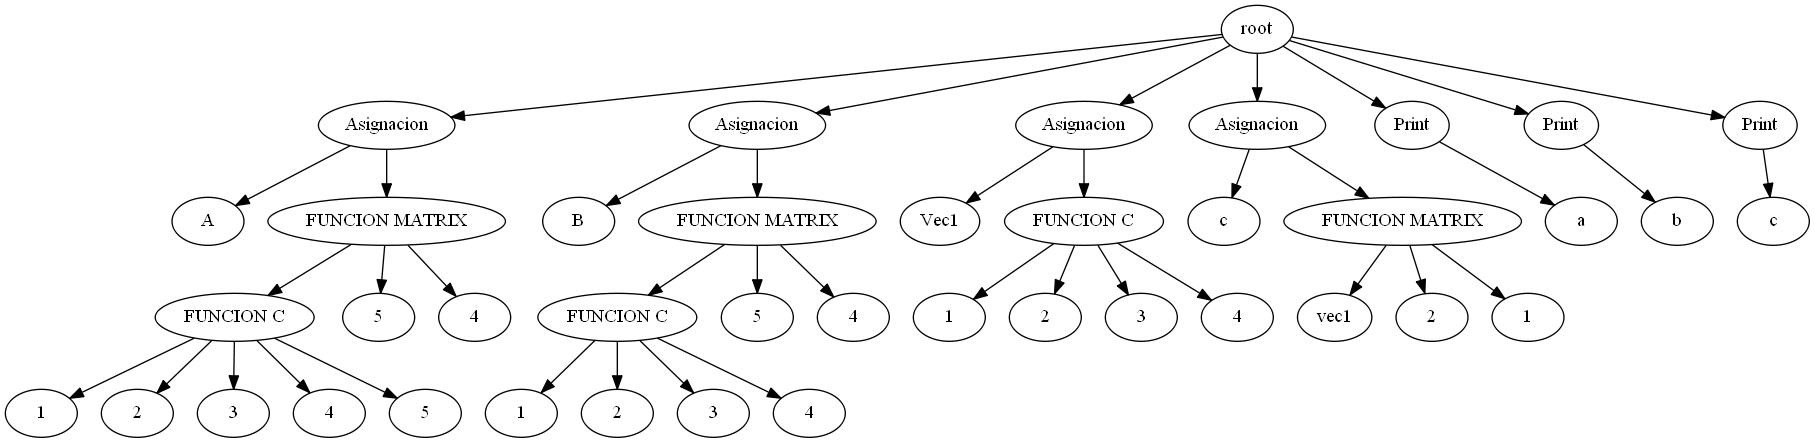 root
Asignacion Asignacion Asignacion Asignacion Print Print Print
A FUNCION MATRIX B FUNCION MATRIX Vec1 FUNCION C c FUNCION MATRIX a b c
FUNCION C 5 4 FUNCION C 5 4 1 2 3 4 vec1 2 1
1 2 3 4 5 1 2 3 4